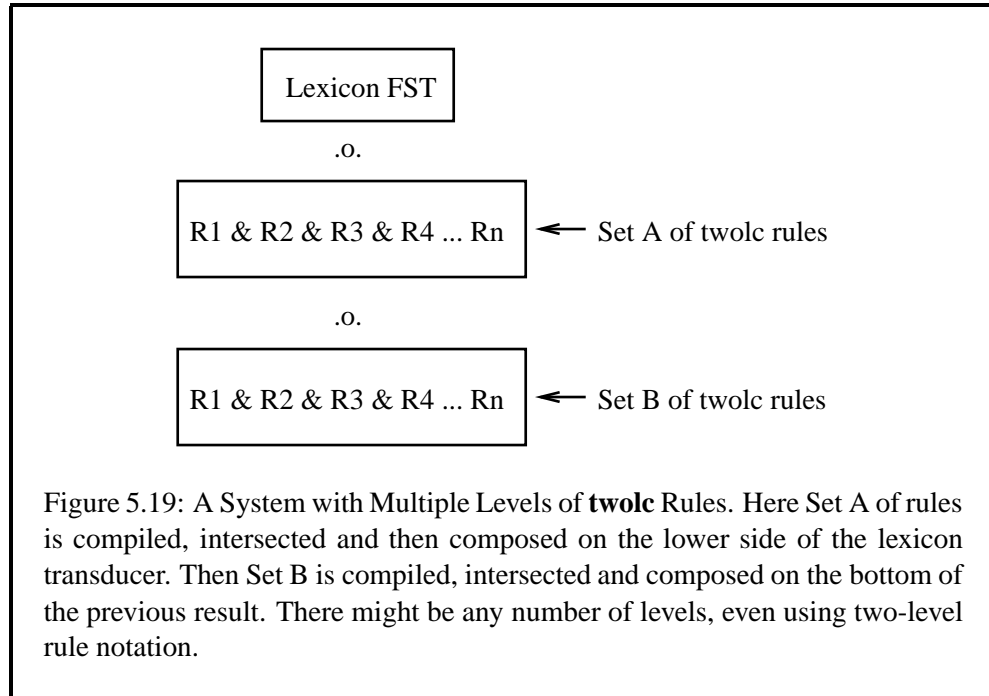 Lexicon FST
.o.
R1 & R2 & R3 & R4 ... Rn
Set A of twolc rules
.o.
R1 & R2 & R3 & R4 ... Rn
Set B of twolc rules
Figure 5.19: A System with Multiple Levels of twolc Rules. Here Set A of rules
is compiled, intersected and then composed on the lower side of the lexicon
transducer. Then Set B is compiled, intersected and composed on the bottom of
the previous result. There might be any number of levels, even using two-level
rule notation.